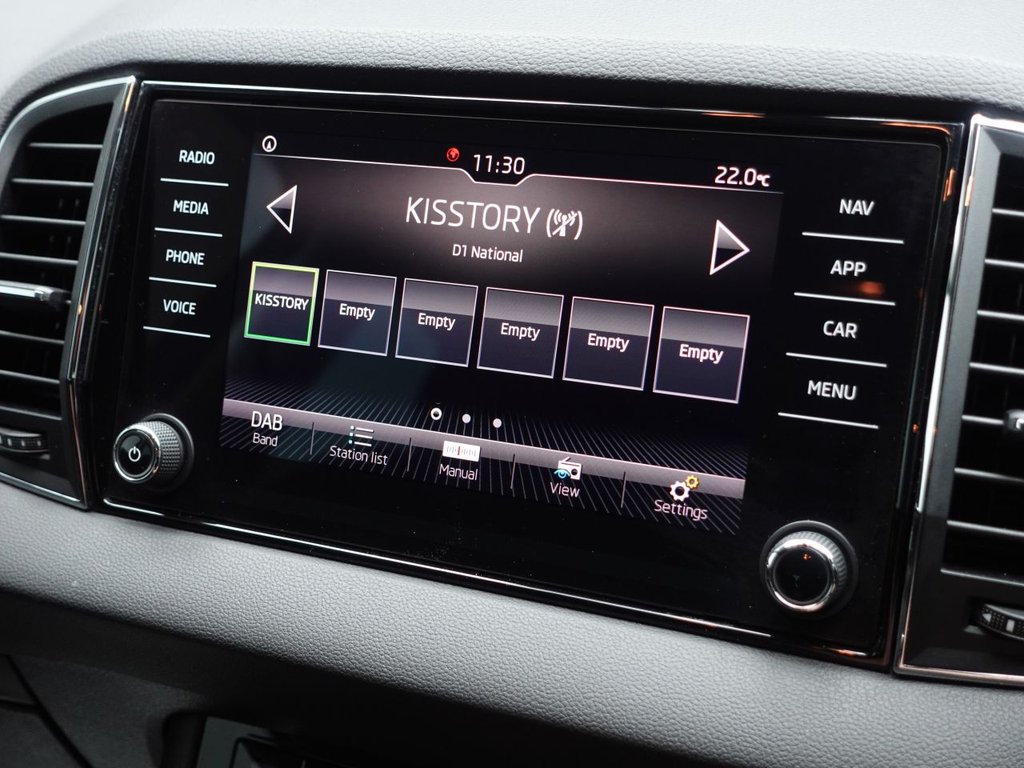 RADIO
MEDIA
PHONE
VOICE
11:30
22.0°C
KISSTORY
D1 National
KISSTORY
Empty
Empty
Empty
Empty
Empty
DAB
Band
Station list
Manual
View
Settings
NAV
APP
CAR
MENU